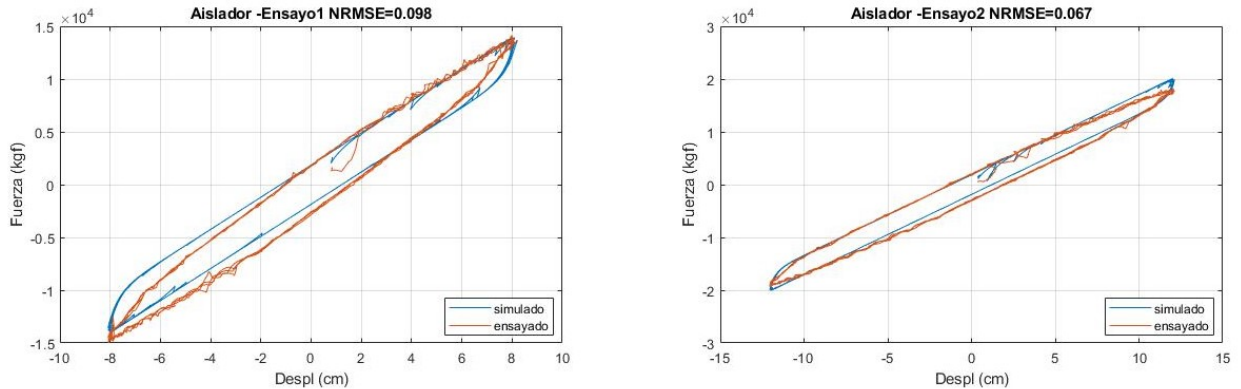 Aislador -Ensayo1 NRMSE=0.098
×10⁴
1.5
1
0.5
0
-0.5
-1
-1.5
Fuerza (kgf)
-10 -8 -6 -4 -2 0 2 4 6 8 10
Despl (cm)
simulado
ensayado
Aislador -Ensayo2 NRMSE=0.067
×10⁴
3
2
1
0
-1
-2
-3
Fuerza (kgf)
-15 -10 -5 0 5 10 15
Despl (cm)
simulado
ensayado